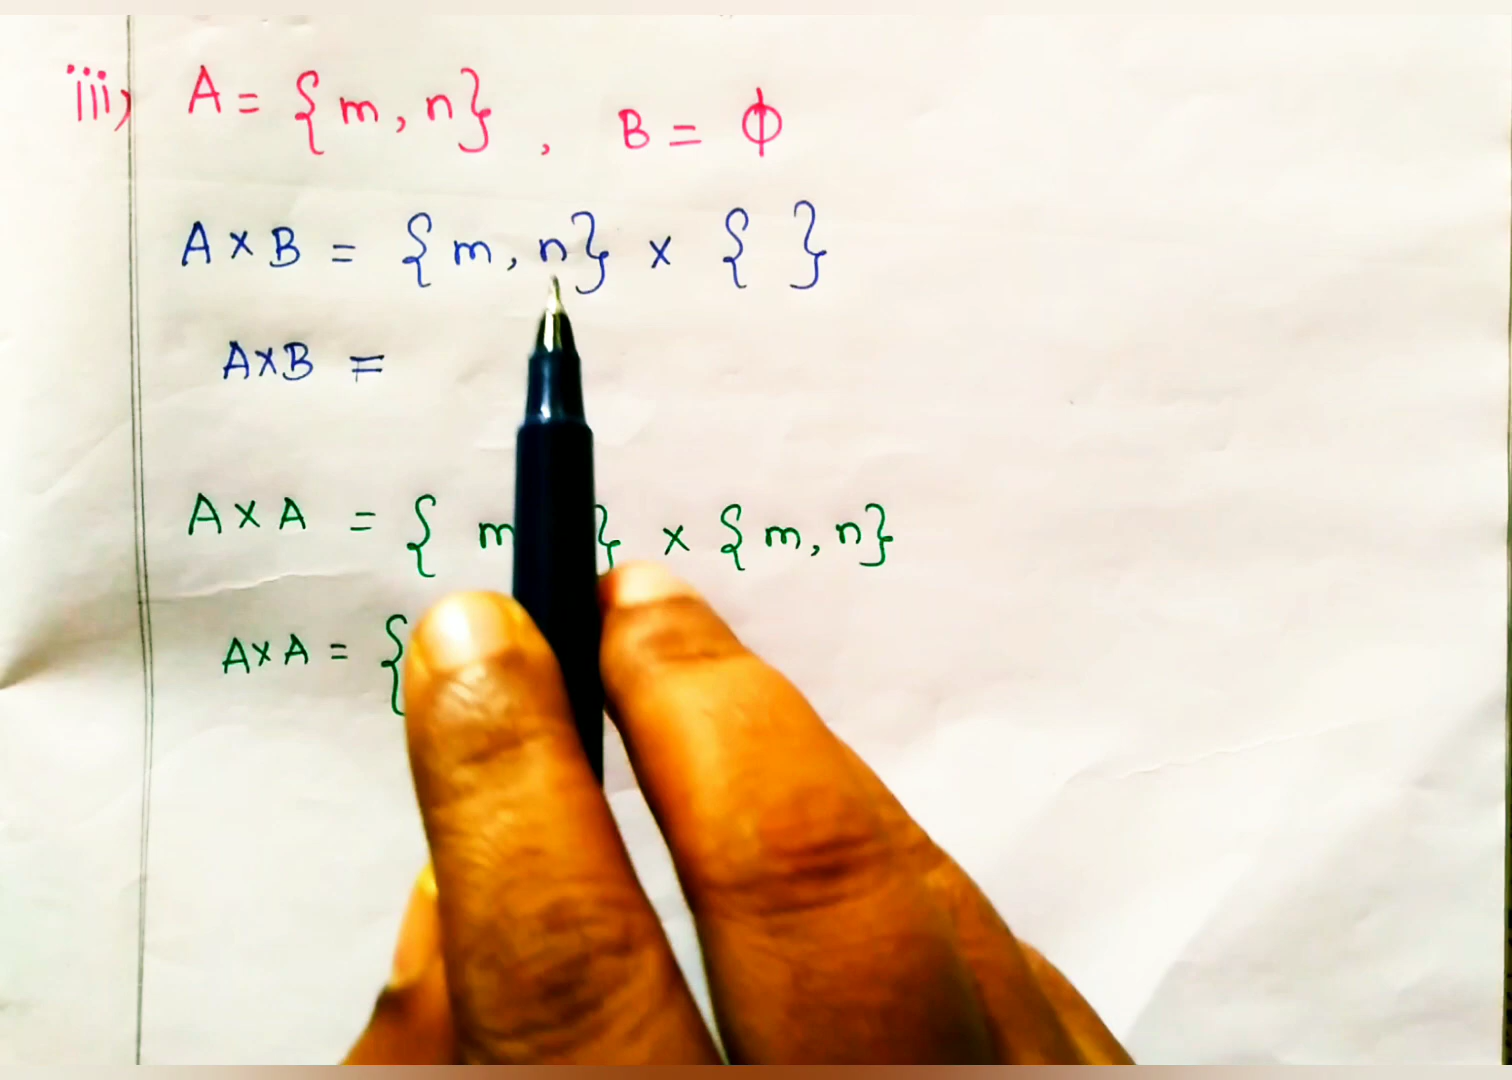 iii) A = {m, n}, B = ϕ
A × B = {m, n} × { }
A×B =
A × A = { m } × {m, n}
A×A = {